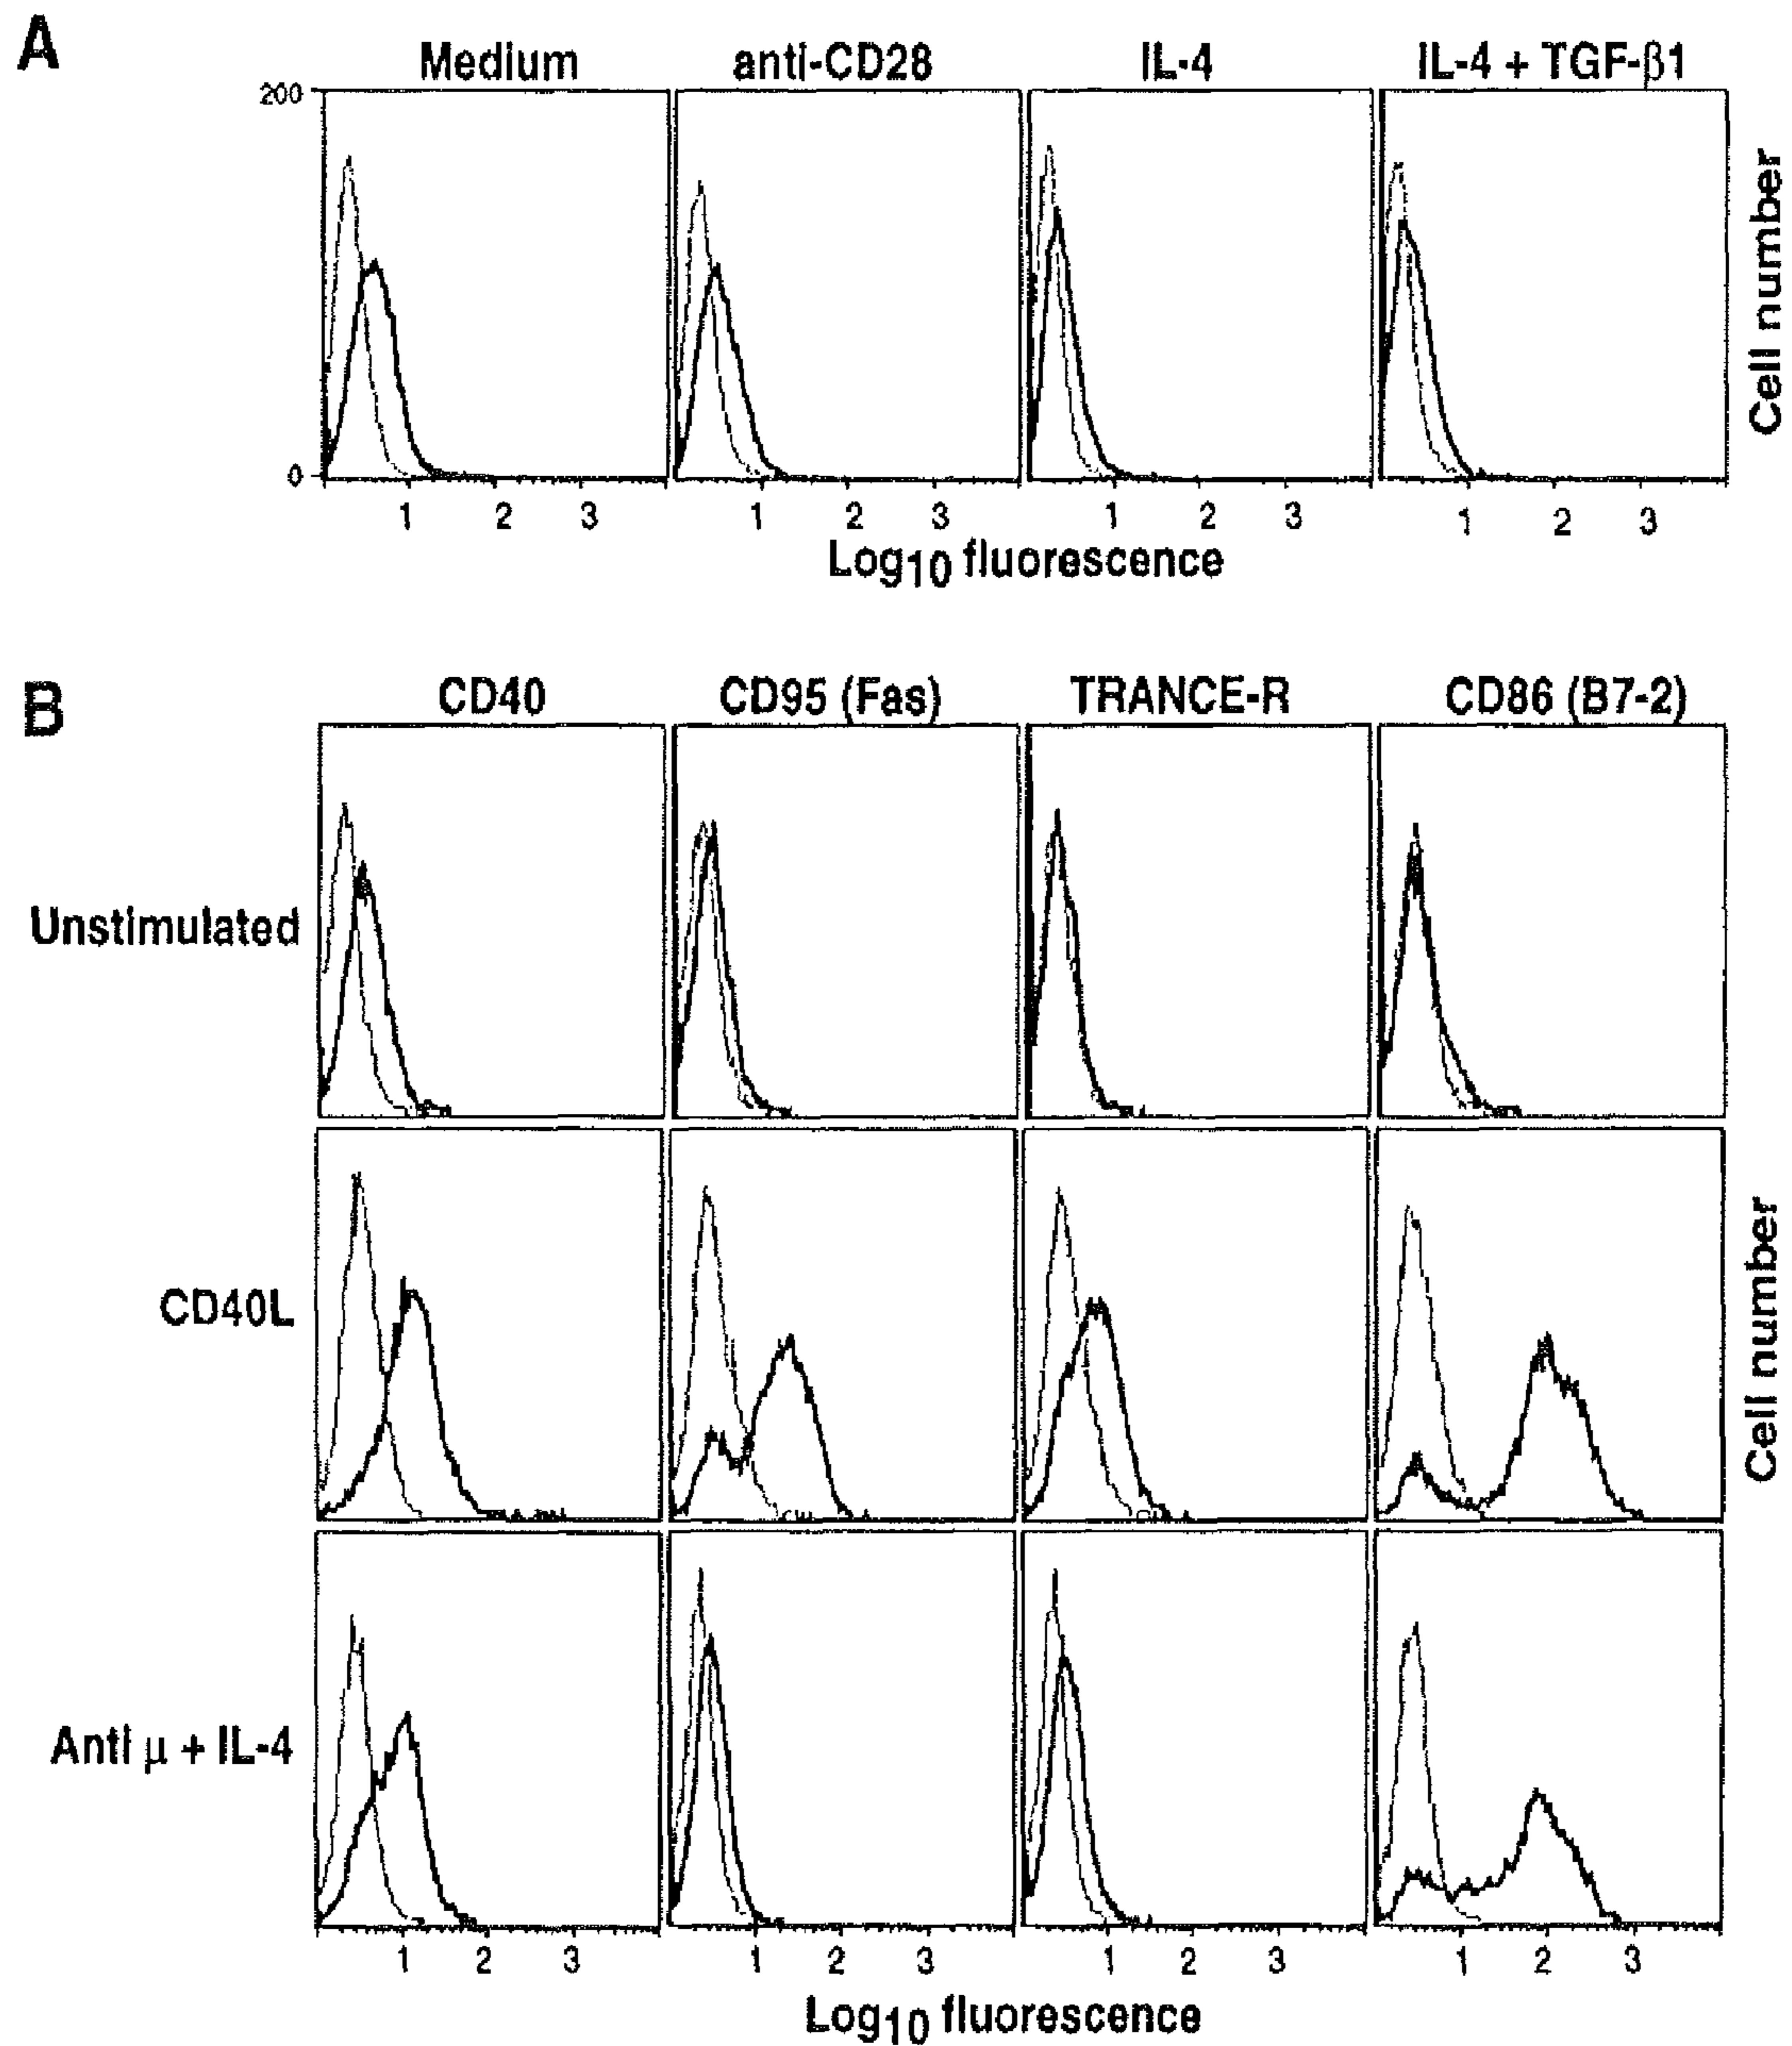 A
Medium anti-CD28 IL-4 IL-4 + TGF-β1
200
0
Cell number
1 2 3 1 2 3 1 2 3 1 2 3
Log10 fluorescence
B
CD40 CD95 (Fas) TRANCE-R CD86 (B7-2)
Unstimulated
CD40L
Cell number
Anti μ + IL-4
1 2 3 1 2 3 1 2 3 1 2 3
Log10 fluorescence